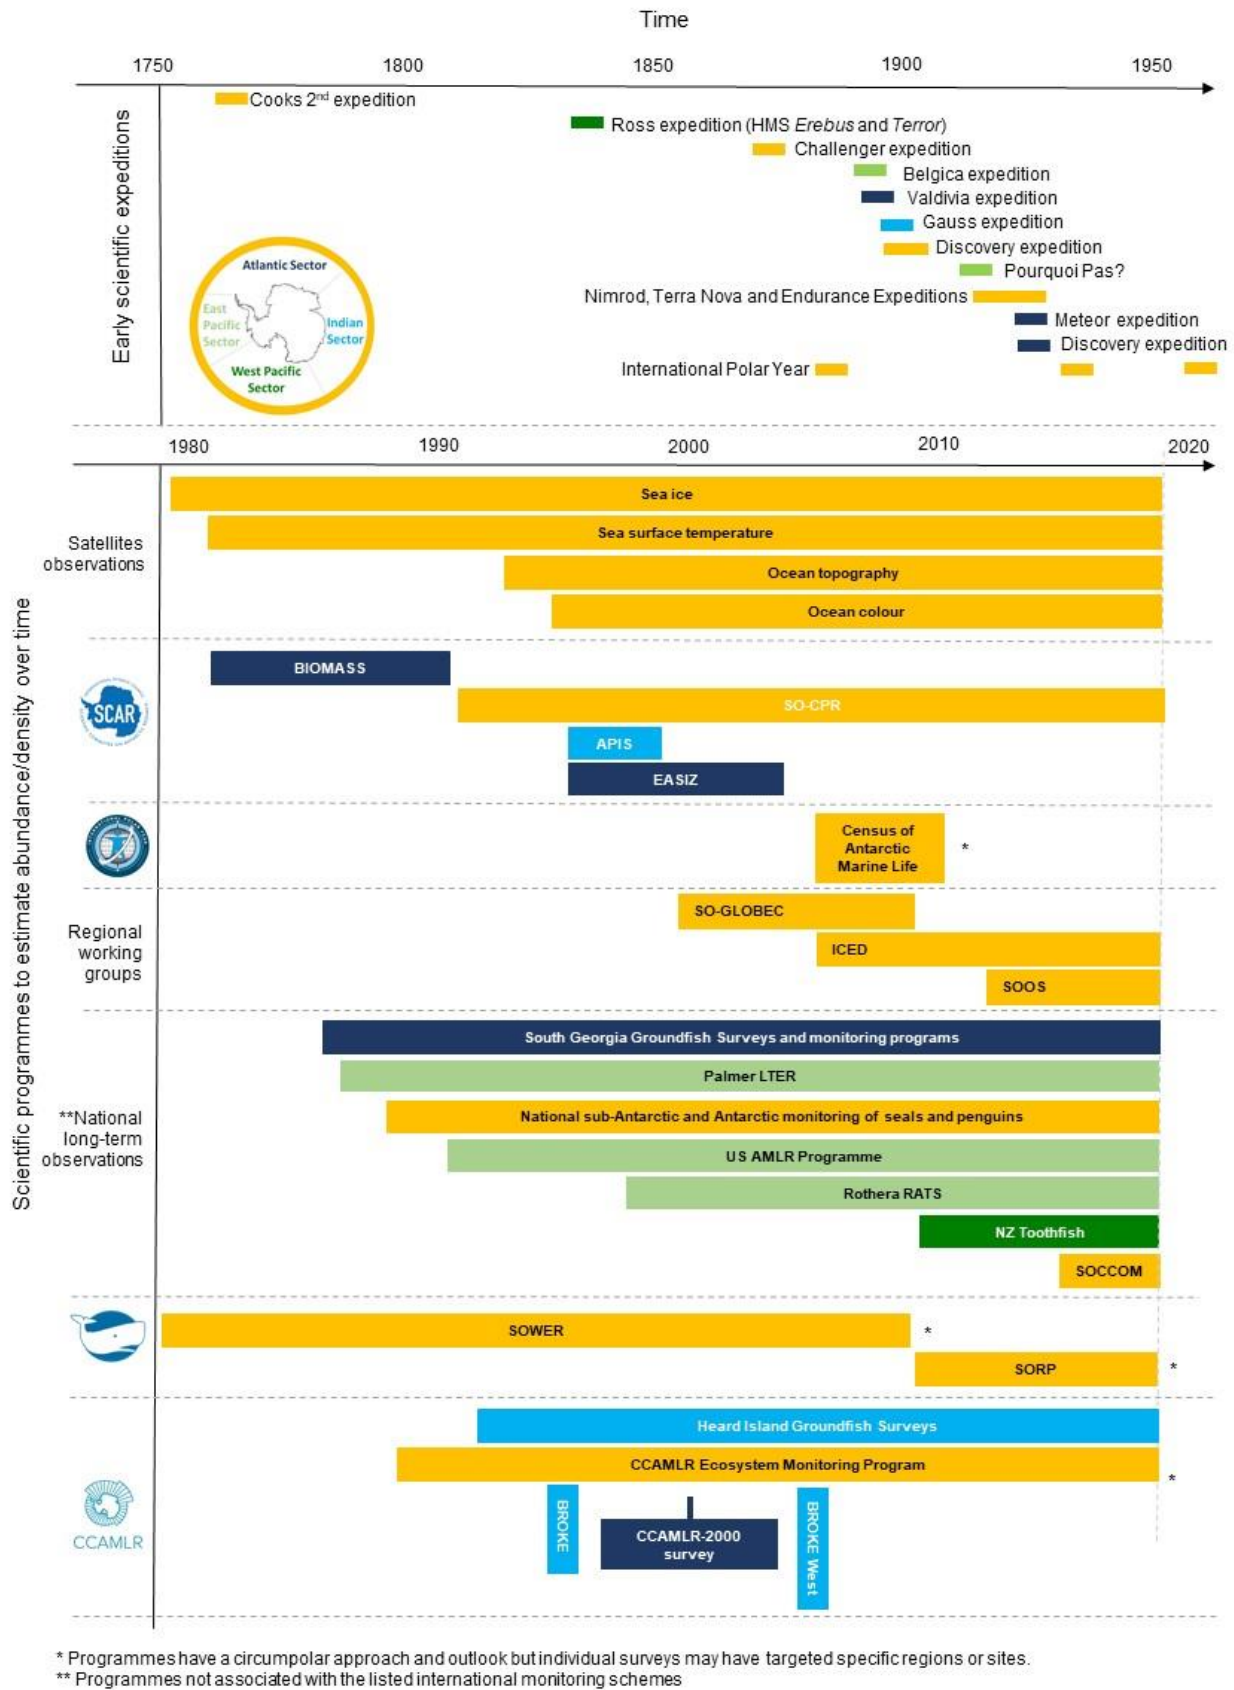 Time
1750 1800 1850 1900 1950
Early scientific expeditions
Cooks 2nd expedition
Ross expedition (HMS Erebus and Terror)
Challenger expedition
Belgica expedition
Valdivia expedition
Gauss expedition
Discovery expedition
Pourquoi Pas?
Nimrod, Terra Nova and Endurance Expeditions
Meteor expedition
Discovery expedition
International Polar Year
Atlantic Sector
East
Pacific
Sector
Indian
Sector
West Pacific
Sector
1980 1990 2000 2010 2020
Scientific programmes to estimate abundance/density over time
Satellites
observations
Sea ice
Sea surface temperature
Ocean topography
Ocean colour
SCAR
BIOMASS
SO-CPR
APIS
EASIZ
Census of
Antarctic
Marine Life
*
Regional
working
groups
SO-GLOBEC
ICED
SOOS
**National
long-term
observations
South Georgia Groundfish Surveys and monitoring programs
Palmer LTER
National sub-Antarctic and Antarctic monitoring of seals and penguins
US AMLR Programme
Rothera RATS
NZ Toothfish
SOCCOM
SOWER
*
SORP
*
CCAMLR
Heard Island Groundfish Surveys
CCAMLR Ecosystem Monitoring Program
*
BROKE
CCAMLR-2000
survey
BROKE West
* Programmes have a circumpolar approach and outlook but individual surveys may have targeted specific regions or sites.
** Programmes not associated with the listed international monitoring schemes